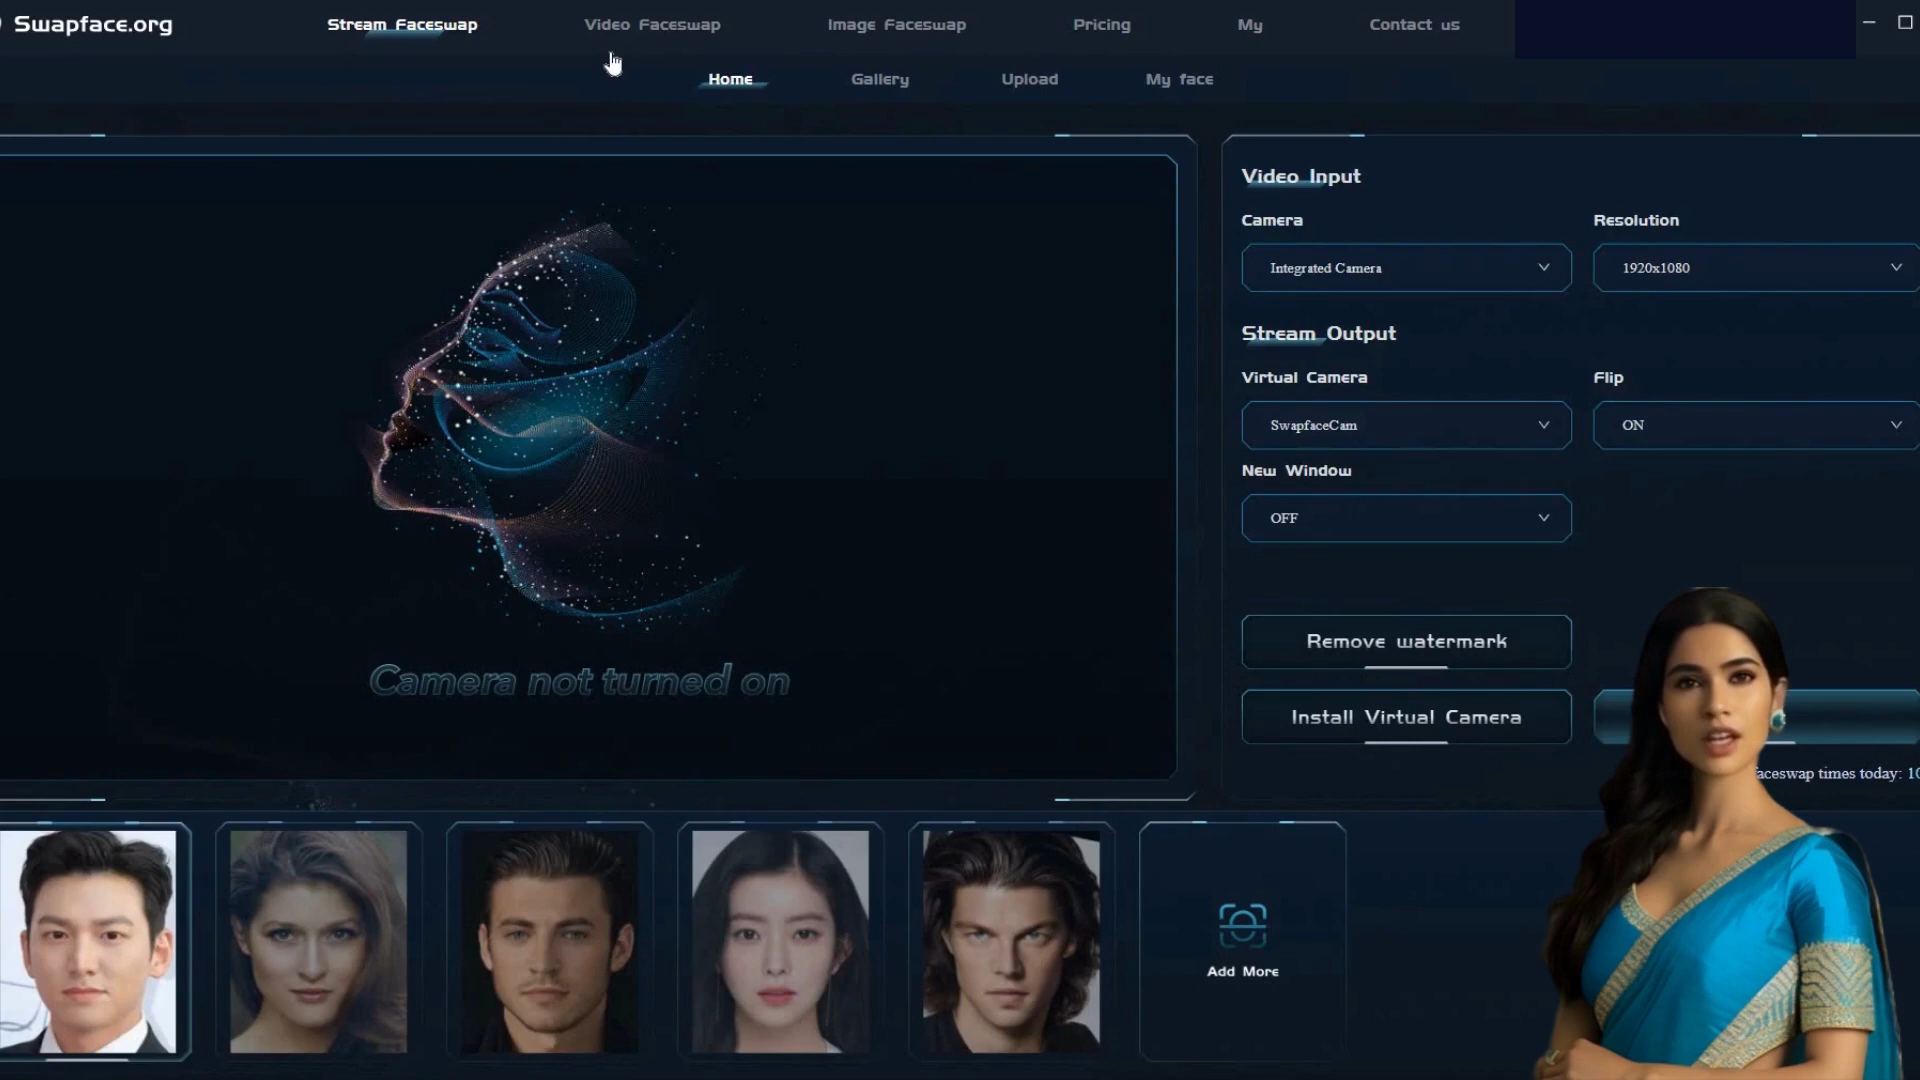 Swapface.org
Stream Faceswap
Video Faceswap
Image Faceswap
Pricing
My
Contact us
Home
Gallery
Upload
My face
Video Input
Camera
Resolution
Integrated Camera
1920x1080
Stream Output
Virtual Camera
Flip
SwapfaceCam
ON
New Window
OFF
Remove watermark
Camera not turned on
Install Virtual Camera
faceswap times today: 10
Add More